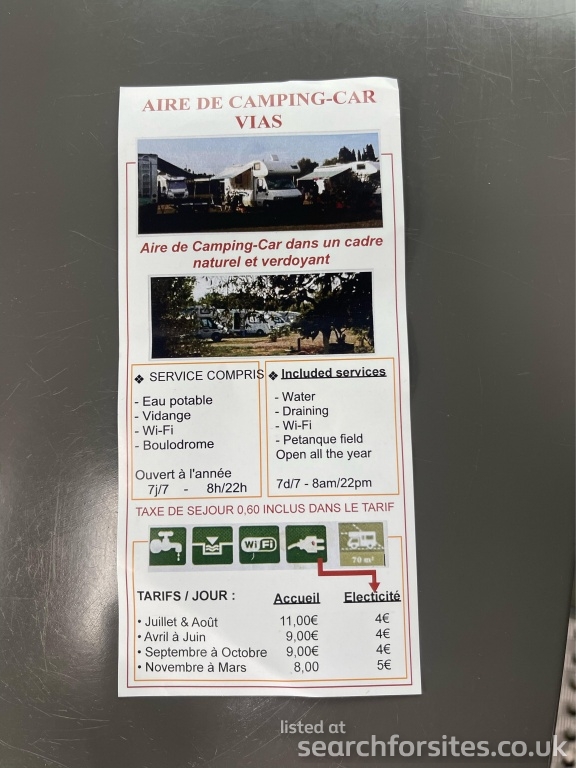 AIRE DE CAMPING-CAR
VIAS
Aire de Camping-Car dans un cadre
naturel et verdoyant
❖ SERVICE COMPRIS
- Eau potable
- Vidange
- Wi-Fi
- Boulodrome
Ouvert à l'année
7j/7 - 8h/22h
❖ Included services
- Water
- Draining
- Wi-Fi
- Petanque field
Open all the year
7d/7 - 8am/22pm
TAXE DE SEJOUR 0,60 INCLUS DANS LE TARIF
Wi Fi
70 m²
TARIFS / JOUR : Accueil Electicité
• Juillet & Août 11,00€ 4€
• Avril à Juin 9,00€ 4€
• Septembre à Octobre 9,00€ 4€
• Novembre à Mars 8,00 5€
listed at
searchforsites.co.uk